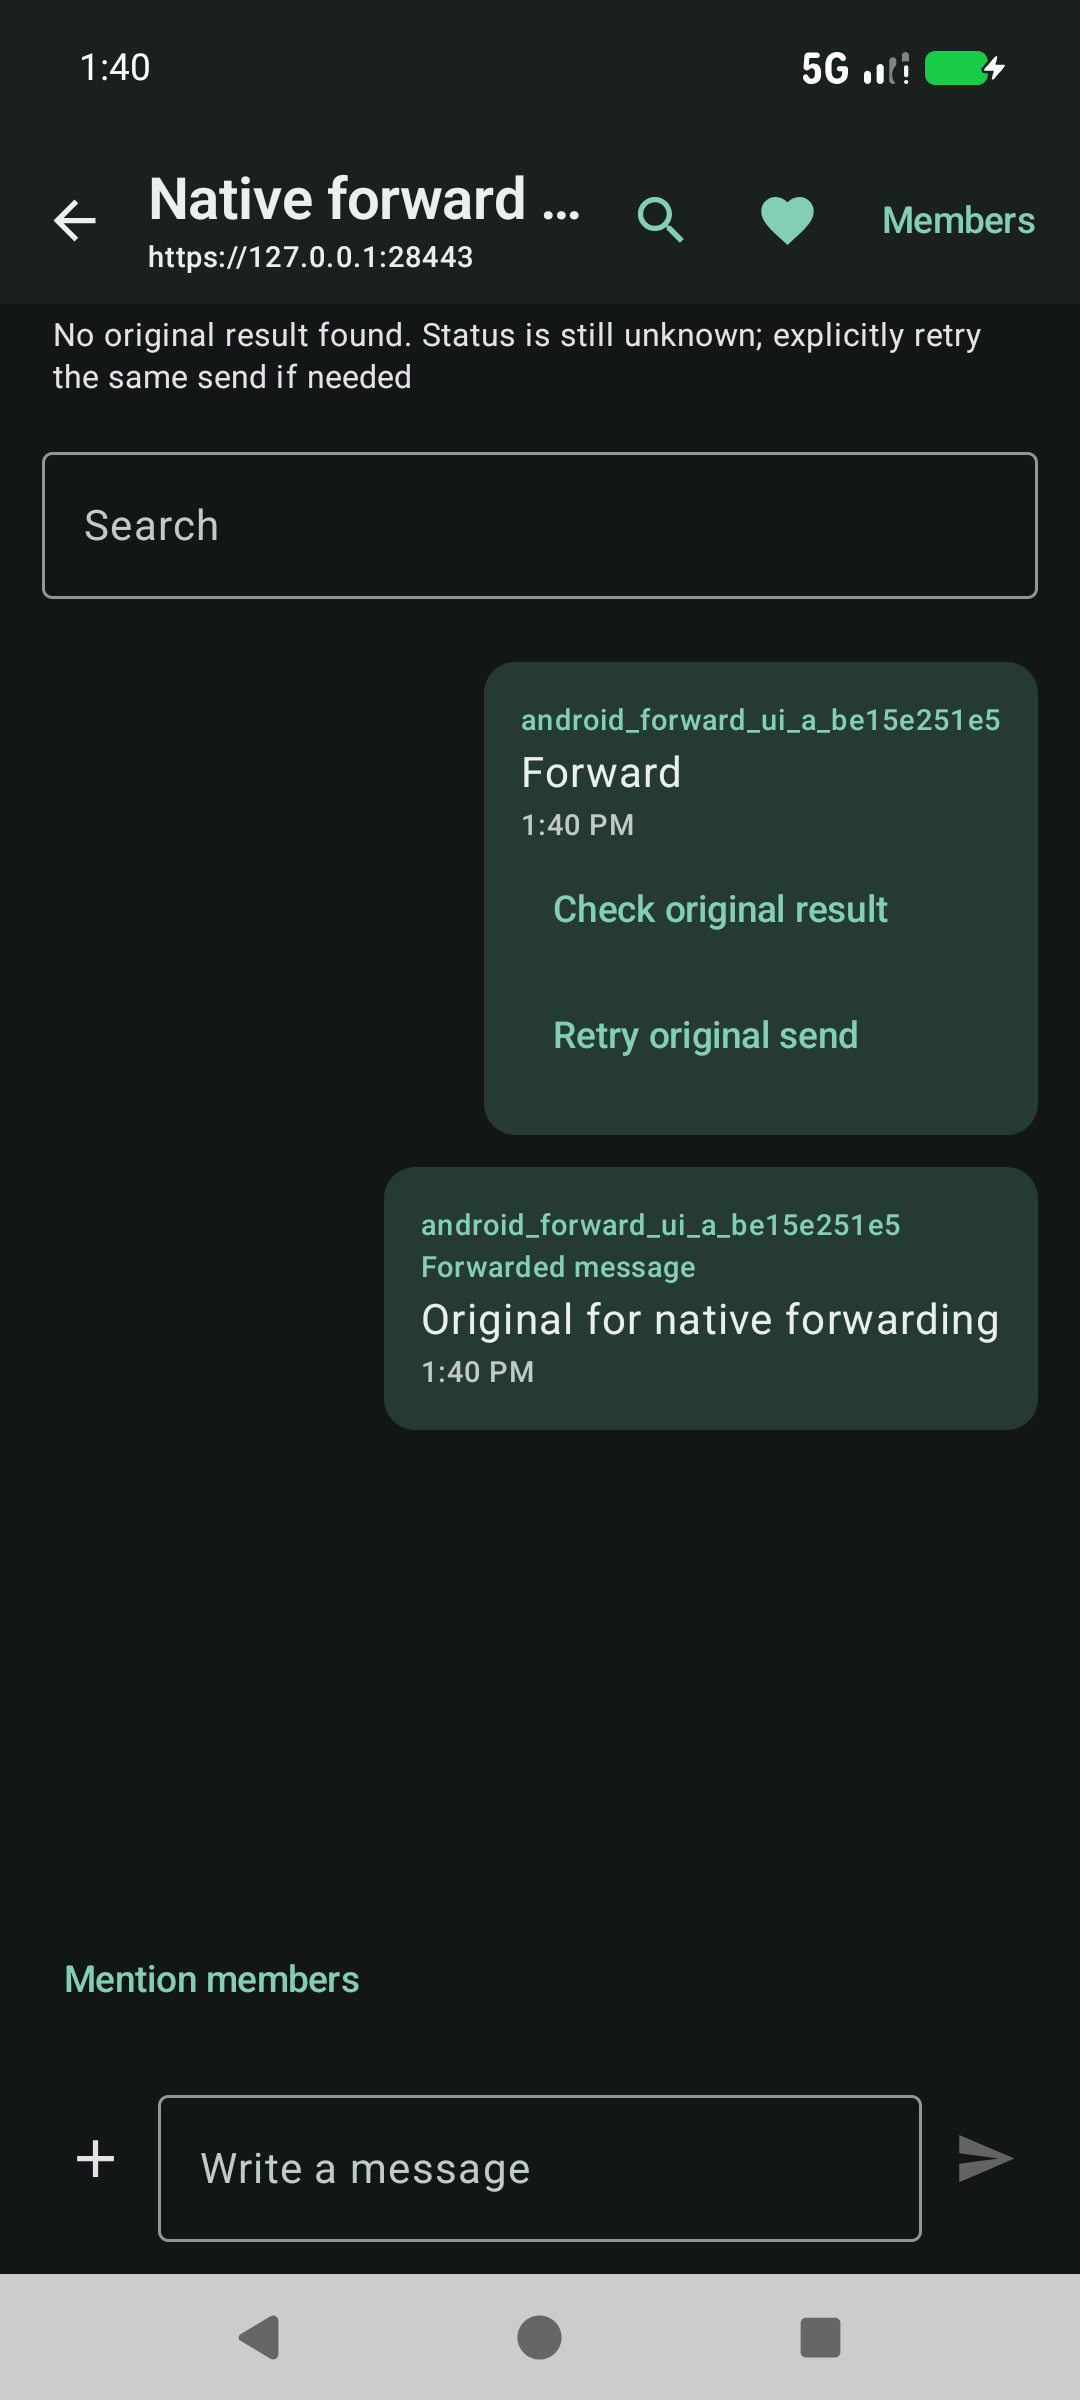 1:40
5G
Native forward ...
https://127.0.0.1:28443
Members
No original result found. Status is still unknown; explicitly retry
the same send if needed
Search
android_forward_ui_a_be15e251e5
Forward
1:40 PM
Check original result
Retry original send
android_forward_ui_a_be15e251e5
Forwarded message
Original for native forwarding
1:40 PM
Mention members
Write a message